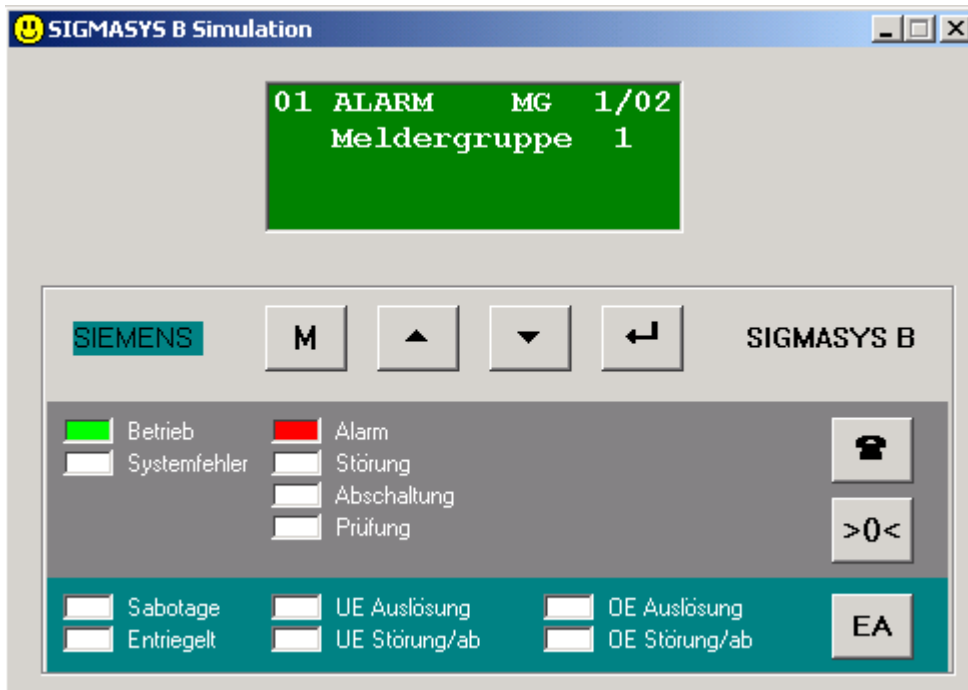 SIGMASYS B Simulation
01 ALARM MG 1/02
Meldergruppe 1
SIEMENS M SIGMASYS B
Betrieb Alarm
Systemfehler Störung
Abschaltung
Prüfung
>0<
Sabotage UE Auslösung OE Auslösung
Entriegelt UE Störung/ab OE Störung/ab
EA